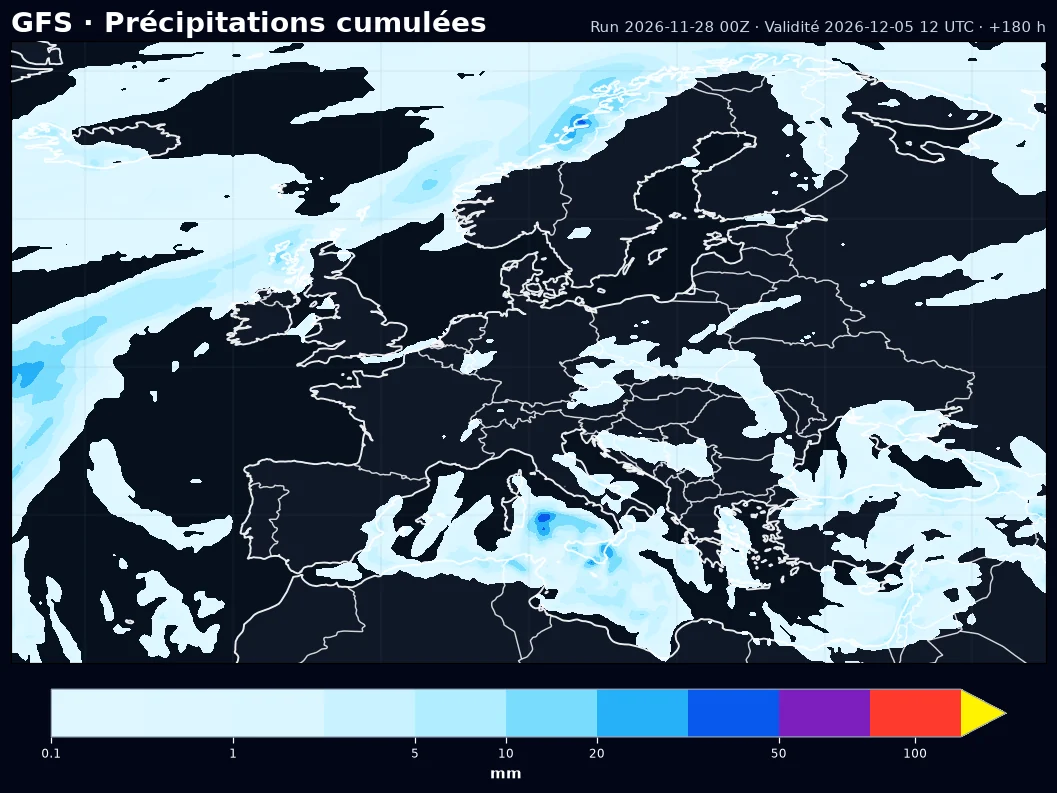 GFS · Précipitations cumulées
Run 2026-11-28 00Z · Validité 2026-12-05 12 UTC · +180 h
0.1 1 5 10 20 50 100
mm